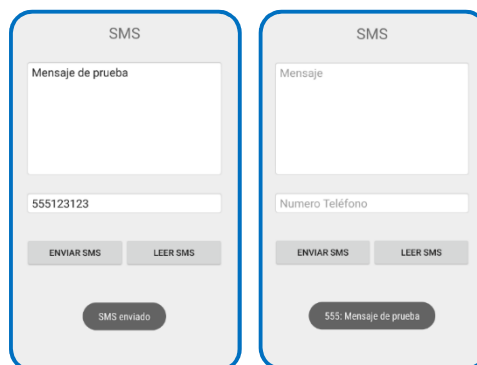 SMS
Mensaje de prueba
555123123
ENVIAR SMS
LEER SMS
SMS enviado
SMS
Mensaje
Numero Teléfono
ENVIAR SMS
LEER SMS
555: Mensaje de prueba